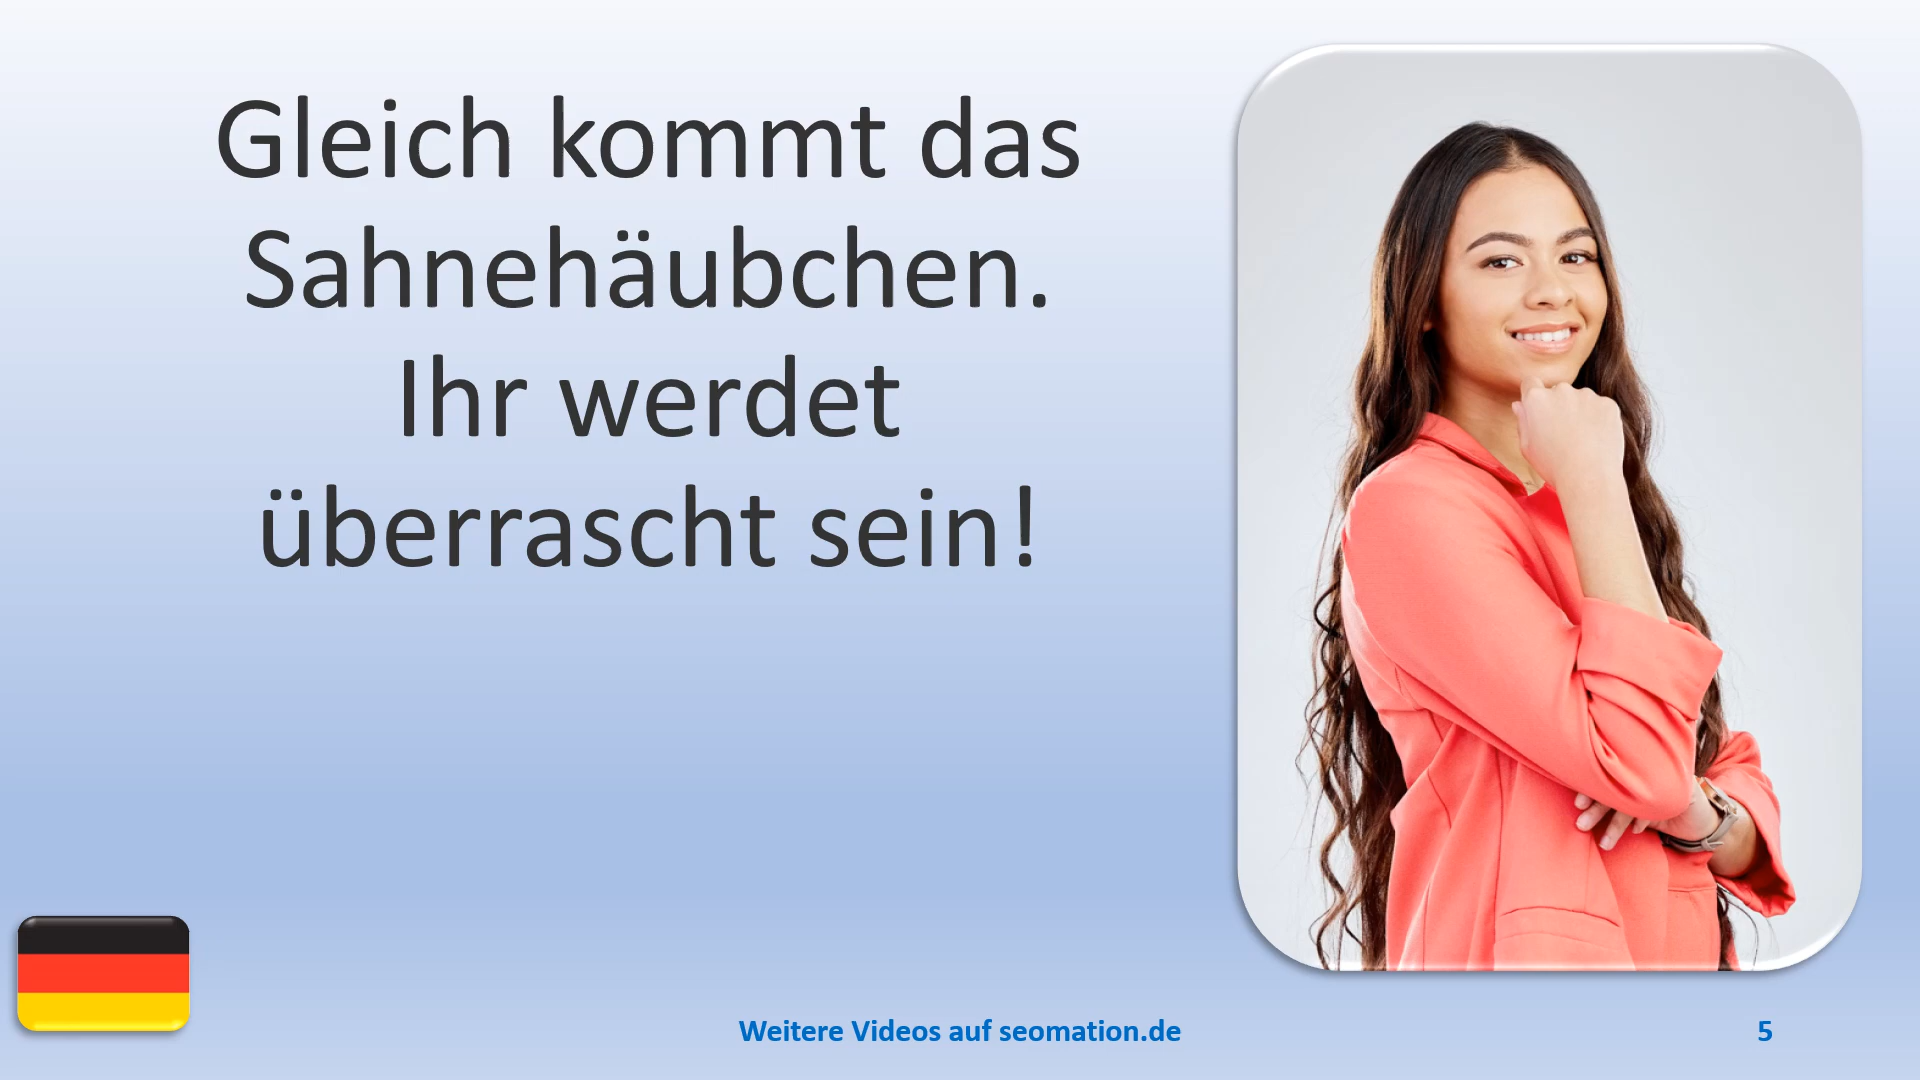 Gleich kommt das
Sahnehäubchen.
Ihr werdet
überrascht sein!
Weitere Videos auf seomation.de
5